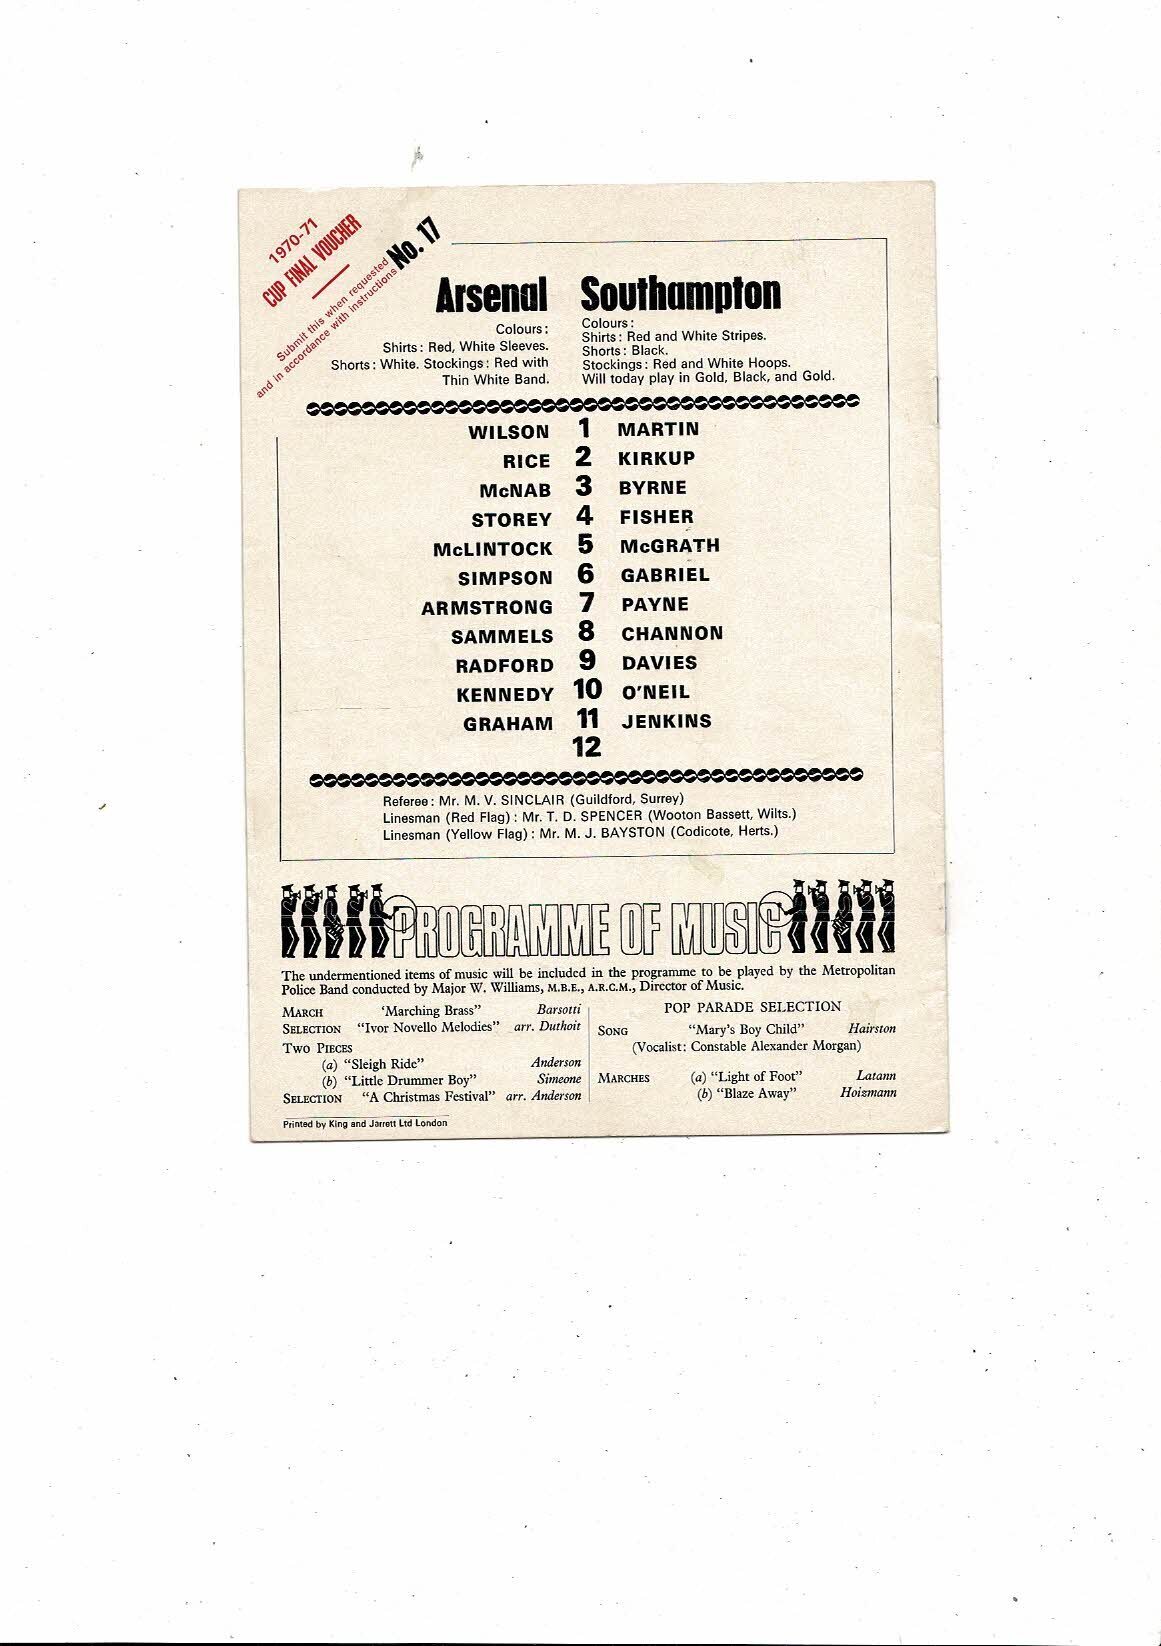 1970-71
CUP FINAL VOUCHER
No. 17
Submit this when requested
and in accordance with instructions
Arsenal Southampton
Colours:
Shirts: Red, White Sleeves.
Shorts: White. Stockings: Red with
Thin White Band.
Colours:
Shirts: Red and White Stripes.
Shorts: Black.
Stockings: Red and White Hoops.
Will today play in Gold, Black, and Gold.
WILSON 1 MARTIN
RICE 2 KIRKUP
McNAB 3 BYRNE
STOREY 4 FISHER
McLINTOCK 5 McGRATH
SIMPSON 6 GABRIEL
ARMSTRONG 7 PAYNE
SAMMELS 8 CHANNON
RADFORD 9 DAVIES
KENNEDY 10 O'NEIL
GRAHAM 11 JENKINS
12
Referee: Mr. M. V. SINCLAIR (Guildford, Surrey)
Linesman (Red Flag): Mr. T. D. SPENCER (Wooton Bassett, Wilts.)
Linesman (Yellow Flag): Mr. M. J. BAYSTON (Codicote, Herts.)
PROGRAMME OF MUSIC
The undermentioned items of music will be included in the programme to be played by the Metropolitan
Police Band conducted by Major W. Williams, M.B.E., A.R.C.M., Director of Music.
MARCH 'Marching Brass" Barsotti
SELECTION "Ivor Novello Melodies" arr. Duthoit
TWO PIECES
(a) "Sleigh Ride" Anderson
(b) "Little Drummer Boy" Simeone
SELECTION "A Christmas Festival" arr. Anderson
POP PARADE SELECTION
SONG "Mary's Boy Child" Hairston
(Vocalist: Constable Alexander Morgan)
MARCHES (a) "Light of Foot" Latann
(b) "Blaze Away" Hoizmann
Printed by King and Jarrett Ltd London